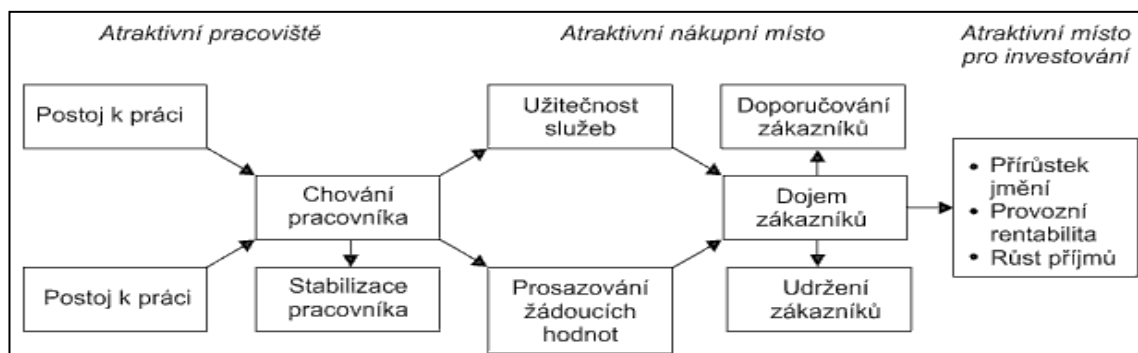 Atraktivní pracoviště
Atraktivní nákupní místo
Atraktivní místo
pro investování
Postoj k práci
Užitečnost
služeb
Doporučování
zákazníků
Chování
pracovníka
Dojem
zákazníků
• Přírůstek
jmění
• Provozní
rentabilita
• Růst příjmů
Postoj k práci
Stabilizace
pracovníka
Prosazování
žádoucích
hodnot
Udržení
zákazníků